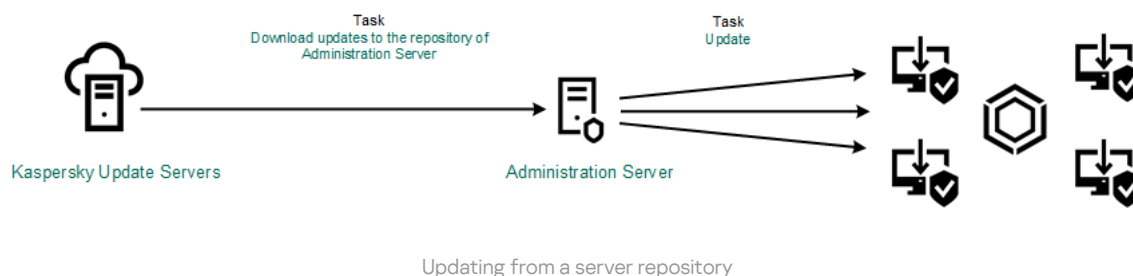 Task
Download updates to the repository of
Administration Server
Task
Update
Kaspersky Update Servers
Administration Server
Updating from a server repository